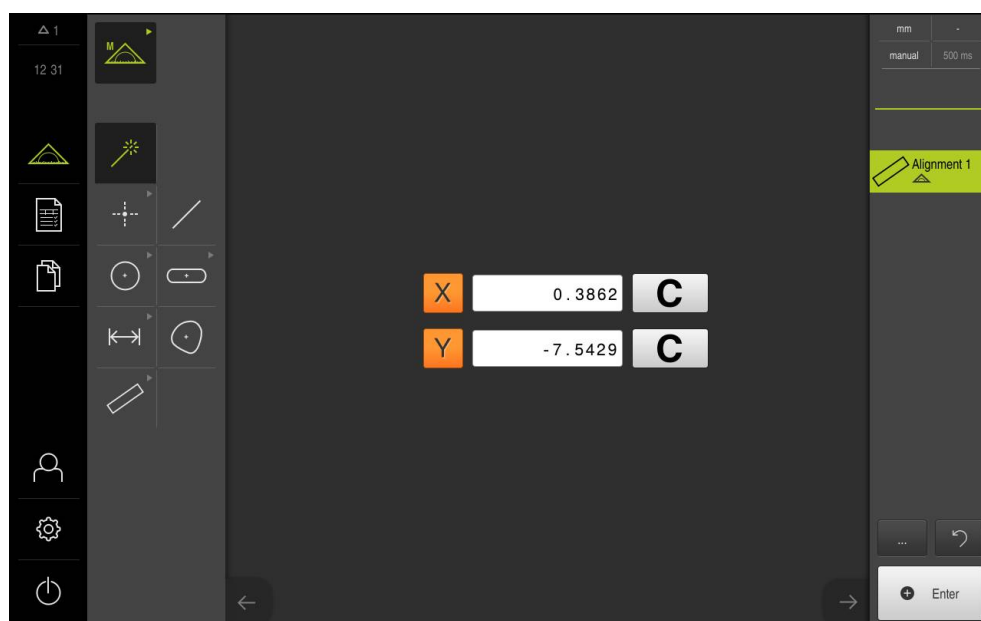 1
12 31
M
mm -
manual 500 ms
Alignment 1
X 0.3862 C
Y -7.5429 C
...
Enter